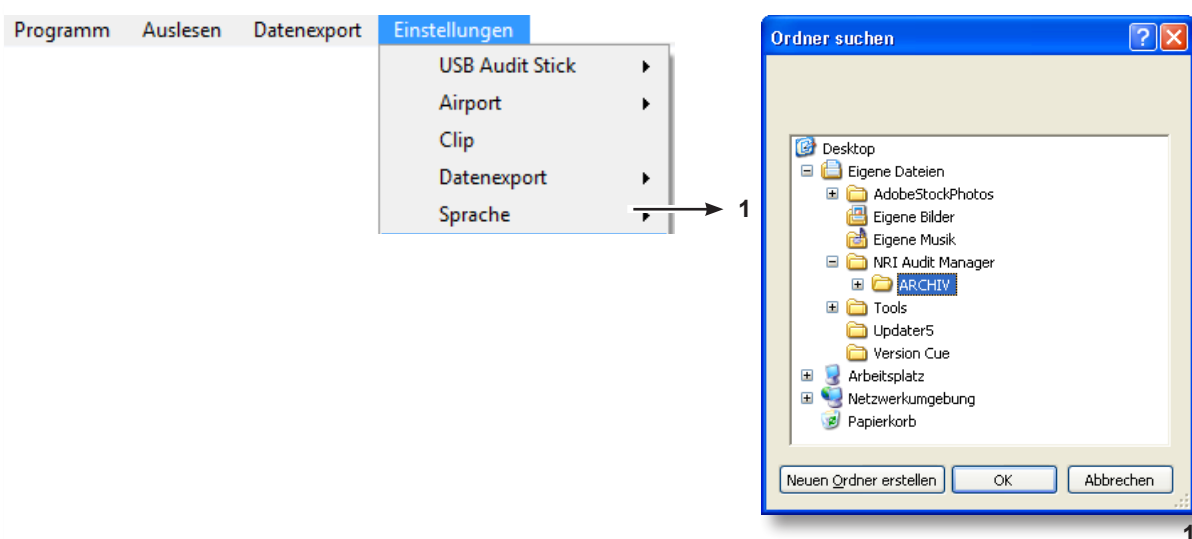 Programm Auslesen Datenexport Einstellungen
USB Audit Stick
Airport
Clip
Datenexport
Sprache
1
Ordner suchen
Desktop
Eigene Dateien
AdobeStockPhotos
Eigene Bilder
Eigene Musik
NRI Audit Manager
ARCHIV
Tools
Updater5
Version Cue
Arbeitsplatz
Netzwerkumgebung
Papierkorb
Neuen Ordner erstellen OK Abbrechen
1